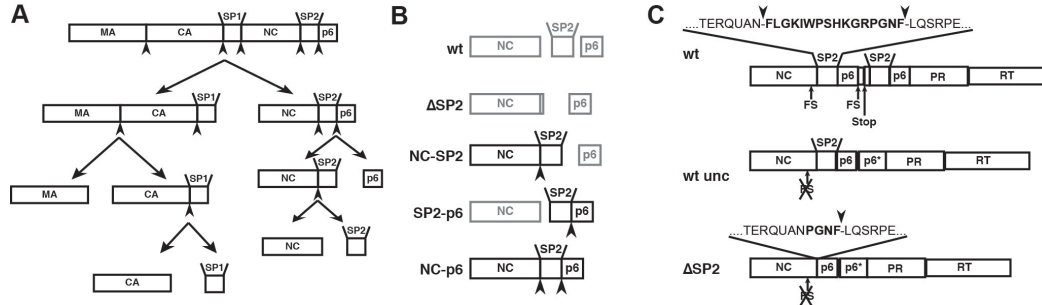 A
SP1 SP2
MA CA NC p6
SP1 SP2
MA CA NC p6
SP2
SP1 NC p6
MA CA
SP2
NC
SP1
CA
B
SP2
wt NC p6
ΔSP2 NC p6
SP2
NC-SP2 NC p6
SP2
SP2-p6 NC p6
SP2
NC-p6 NC p6
C
....TERQUAN-FLGKIWPSHKGRPGNF-LQSRPE...
wt
SP2 SP2
NC p6 p6 PR RT
FS FS
Stop
SP2
wt unc NC p6 p6* PR RT
FS
....TERQUANPGNF-LQSRPE...
ΔSP2 NC p6 p6* PR RT
FS